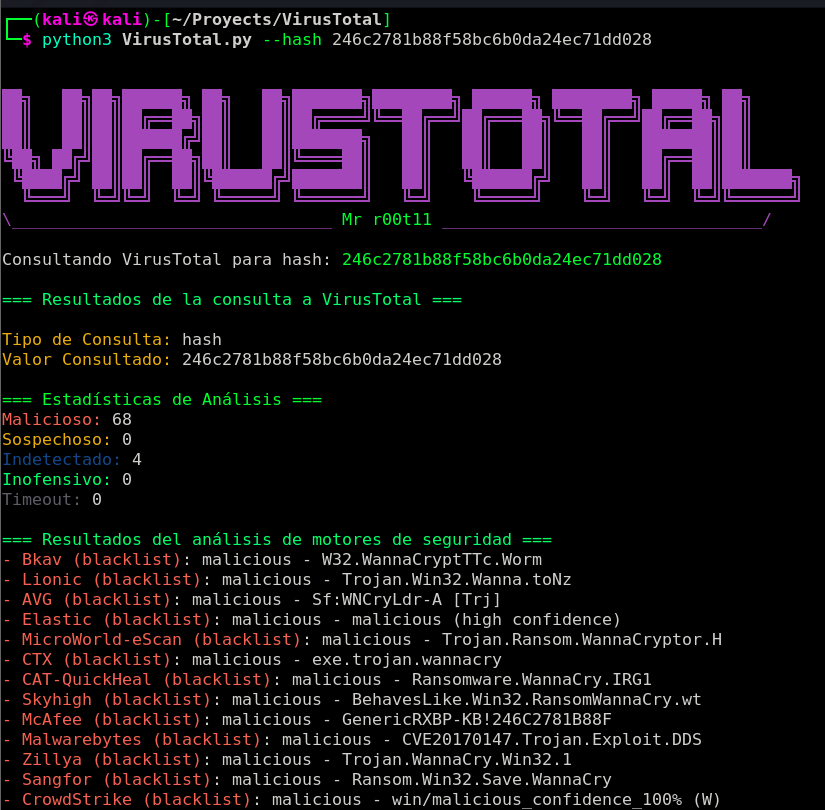 (kali㉿kali)-[~/Proyects/VirusTotal]
$ python3 VirusTotal.py --hash 246c2781b88f58bc6b0da24ec71dd028
VIRUSTOTAL
\________________________________ Mr r00t11 ________________________________/
Consultando VirusTotal para hash: 246c2781b88f58bc6b0da24ec71dd028
=== Resultados de la consulta a VirusTotal ===
Tipo de Consulta: hash
Valor Consultado: 246c2781b88f58bc6b0da24ec71dd028
=== Estadísticas de Análisis ===
Malicioso: 68
Sospechoso: 0
Indetectado: 4
Inofensivo: 0
Timeout: 0
=== Resultados del análisis de motores de seguridad ===
- Bkav (blacklist): malicious - W32.WannaCryptTTc.Worm
- Lionic (blacklist): malicious - Trojan.Win32.Wanna.toNz
- AVG (blacklist): malicious - Sf:WNCryLdr-A [Trj]
- Elastic (blacklist): malicious - malicious (high confidence)
- MicroWorld-eScan (blacklist): malicious - Trojan.Ransom.WannaCryptor.H
- CTX (blacklist): malicious - exe.trojan.wannacry
- CAT-QuickHeal (blacklist): malicious - Ransomware.WannaCry.IRG1
- Skyhigh (blacklist): malicious - BehavesLike.Win32.RansomWannaCry.wt
- McAfee (blacklist): malicious - GenericRXBP-KB!246C2781B88F
- Malwarebytes (blacklist): malicious - CVE20170147.Trojan.Exploit.DDS
- Zillya (blacklist): malicious - Trojan.WannaCry.Win32.1
- Sangfor (blacklist): malicious - Ransom.Win32.Save.WannaCry
- CrowdStrike (blacklist): malicious - win/malicious_confidence_100% (W)